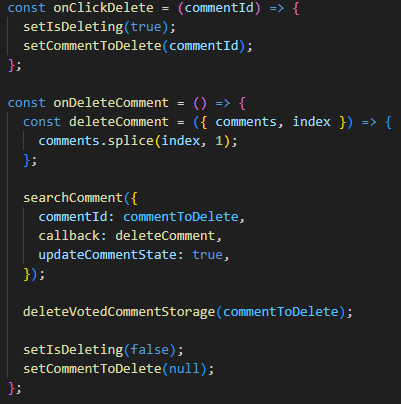 const onClickDelete = (commentId) => {
  setIsDeleting(true);
  setCommentToDelete(commentId);
};

const onDeleteComment = () => {
  const deleteComment = ({ comments, index }) => {
    comments.splice(index, 1);
  };

  searchComment({
    commentId: commentToDelete,
    callback: deleteComment,
    updateCommentState: true,
  });

  deleteVotedCommentStorage(commentToDelete);

  setIsDeleting(false);
  setCommentToDelete(null);
};